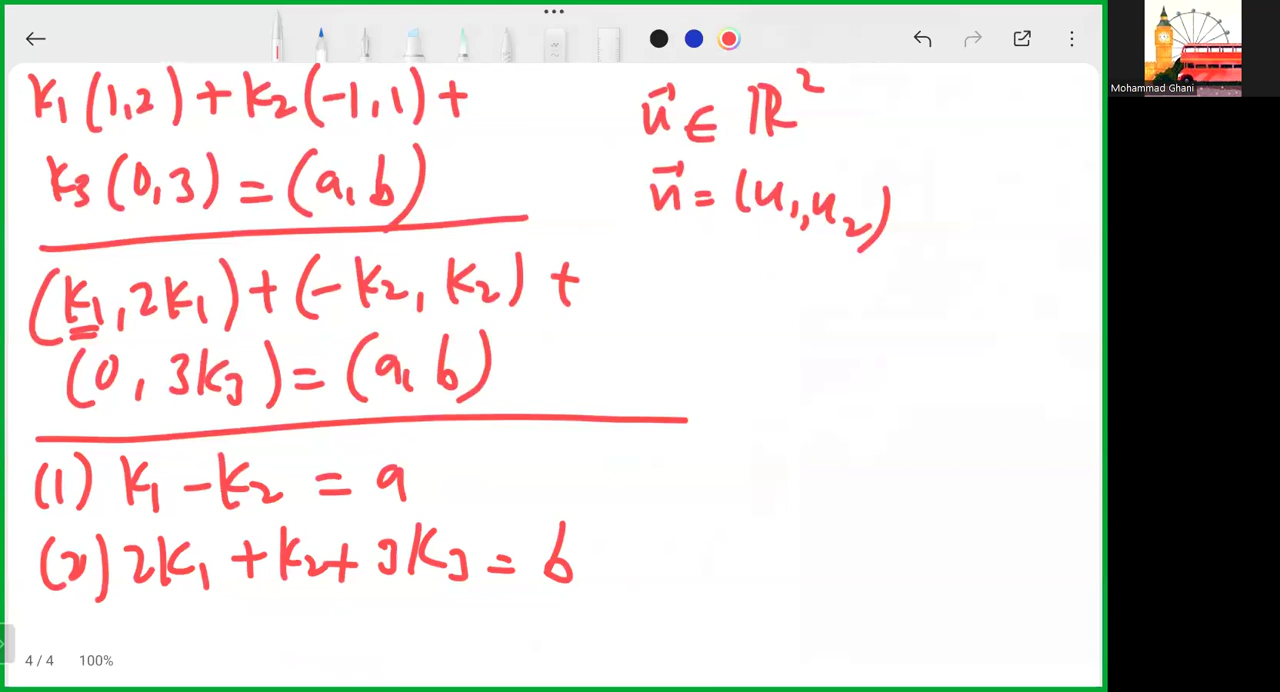 k₁(1,2) + k₂(-1,1) +
k₃(0,3) = (a,b)
(k₁,2k₁) + (-k₂,k₂) +
(0,3k₃) = (a,b)
(1) k₁ - k₂ = a
(2) 2k₁ + k₂ + 3k₃ = b
u⃗ ∈ ℝ²
u⃗ = (u₁,u₂)
4 / 4 100%
Mohammad Ghani